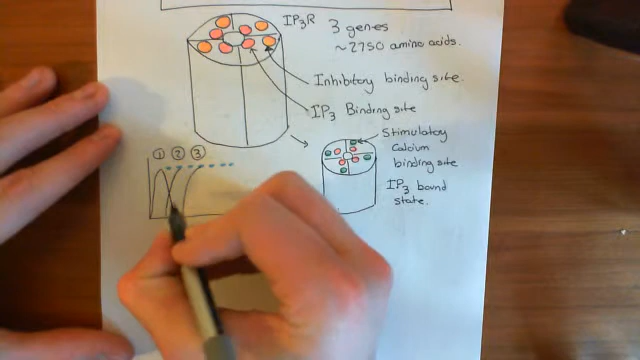 IP3R
3 genes
~2750 amino acids.
Inhibitory binding site.
IP3 Binding site
Stimulatory
Calcium
binding site
IP3 bound
state.
① ② ③